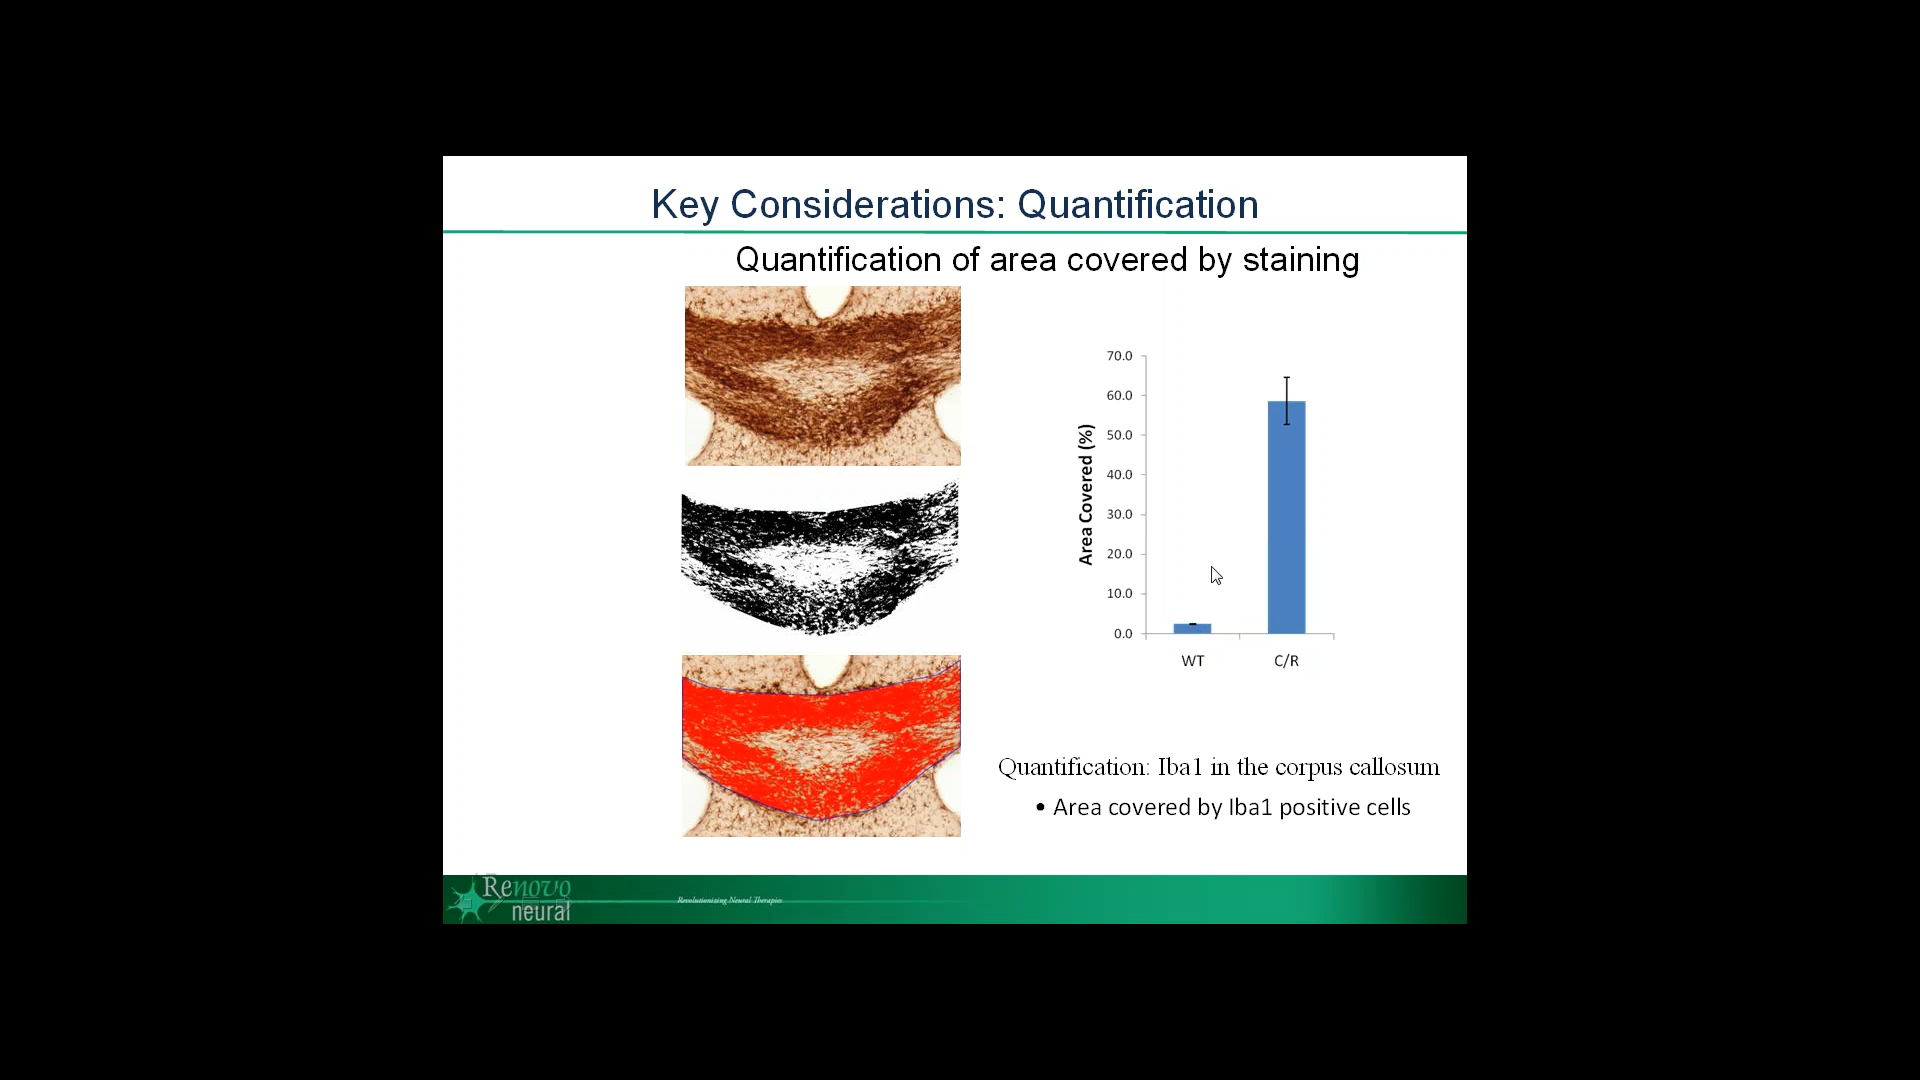 Key Considerations: Quantification
Quantification of area covered by staining
Area Covered (%)
70.0
60.0
50.0
40.0
30.0
20.0
10.0
0.0
WT
C/R
Quantification: Iba1 in the corpus callosum
• Area covered by Iba1 positive cells
Renovo
neural
Revolutionizing Neural Therapies